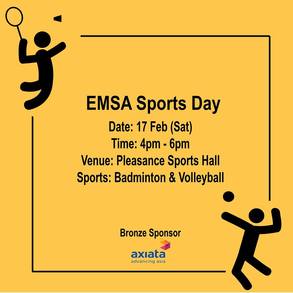 EMSA Sports Day
Date: 17 Feb (Sat)
Time: 4pm - 6pm
Venue: Pleasance Sports Hall
Sports: Badminton & Volleyball
Bronze Sponsor
axiata
advancing asia